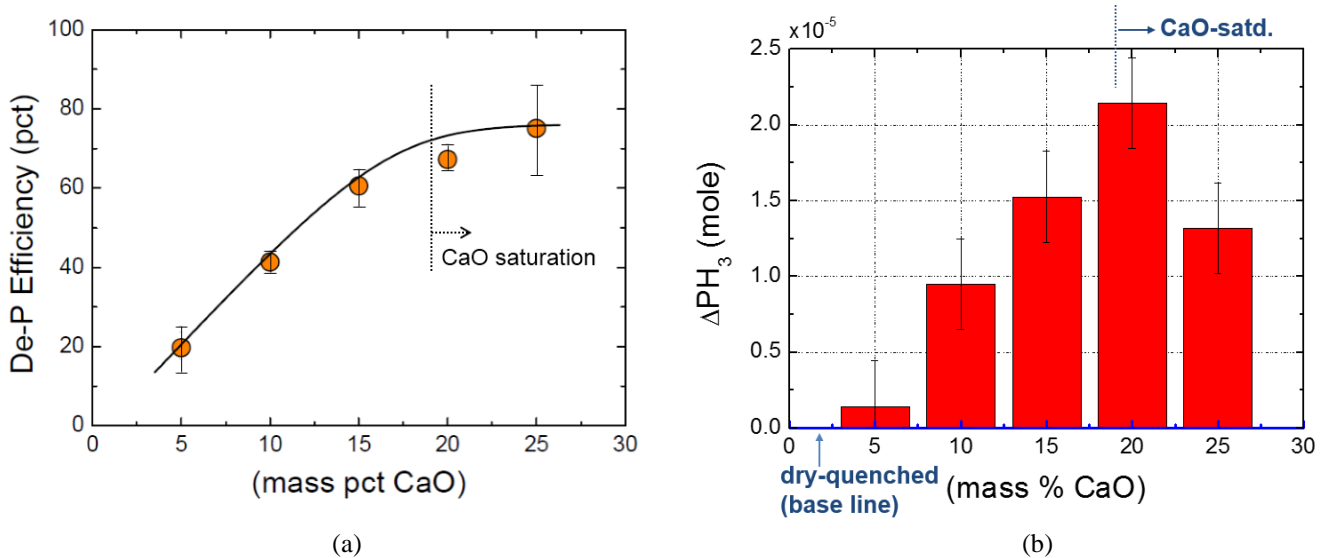 100
80
60
40
20
0
De-P Efficiency (pct)
CaO saturation
0 5 10 15 20 25 30
(mass pct CaO)
(a)
x10⁻⁵
CaO-satd.
2.5
2.0
1.5
1.0
0.5
0.0
ΔPH₃ (mole)
0 5 10 15 20 25 30
dry-quenched
(base line)
(mass % CaO)
(b)